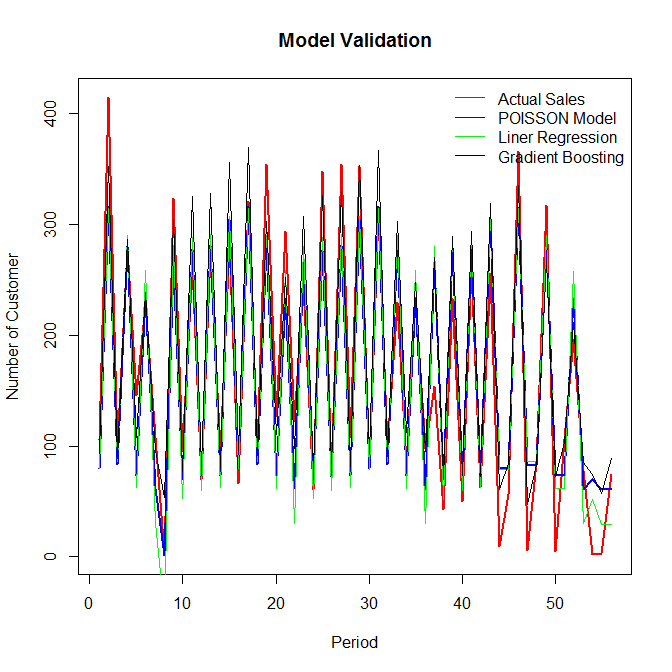 Model Validation
Actual Sales
POISSON Model
Liner Regression
Gradient Boosting
Number of Customer
400
300
200
100
0
0 10 20 30 40 50
Period